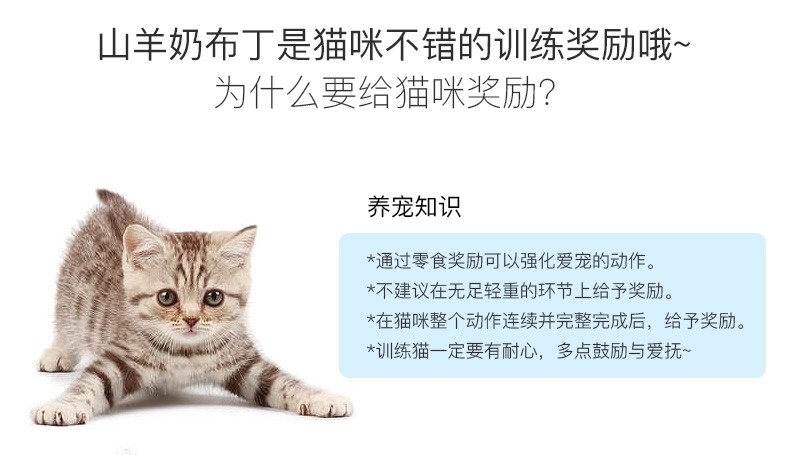 山羊奶布丁是猫咪不错的训练奖励哦~
为什么要给猫咪奖励?
养宠知识
*通过零食奖励可以强化爱宠的动作。
*不建议在无足轻重的环节上给予奖励。
*在猫咪整个动作连续并完整完成后，给予奖励。
*训练猫一定要有耐心，多点鼓励与爱抚~